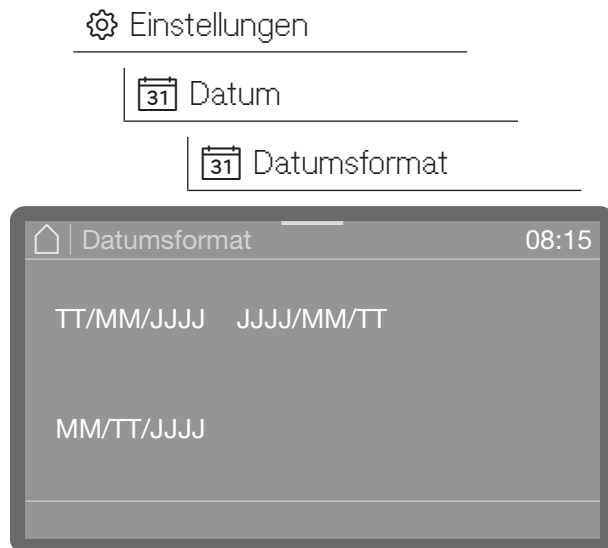 Einstellungen
31 Datum
31 Datumsformat
Datumsformat 08:15
TT/MM/JJJJ JJJJ/MM/TT
MM/TT/JJJJ